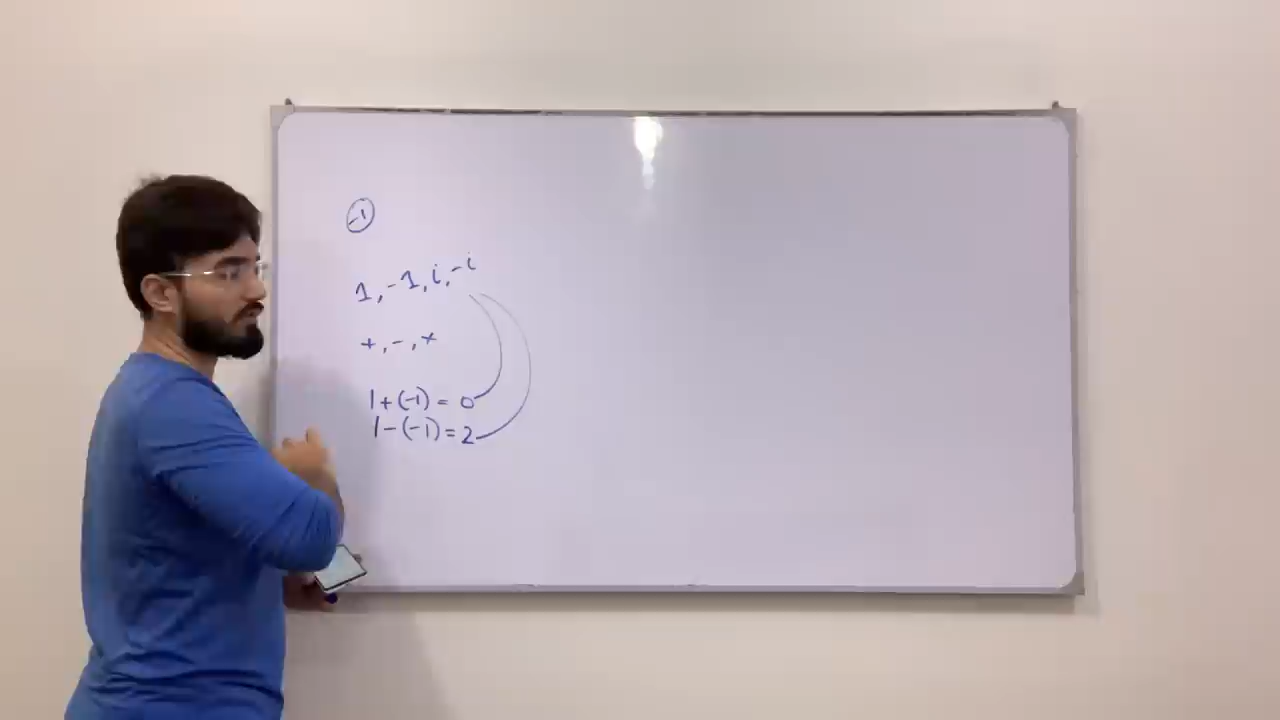 -1
1, -1, i, -i
+, -, ×
1+(-1) = 0
1-(-1) = 2